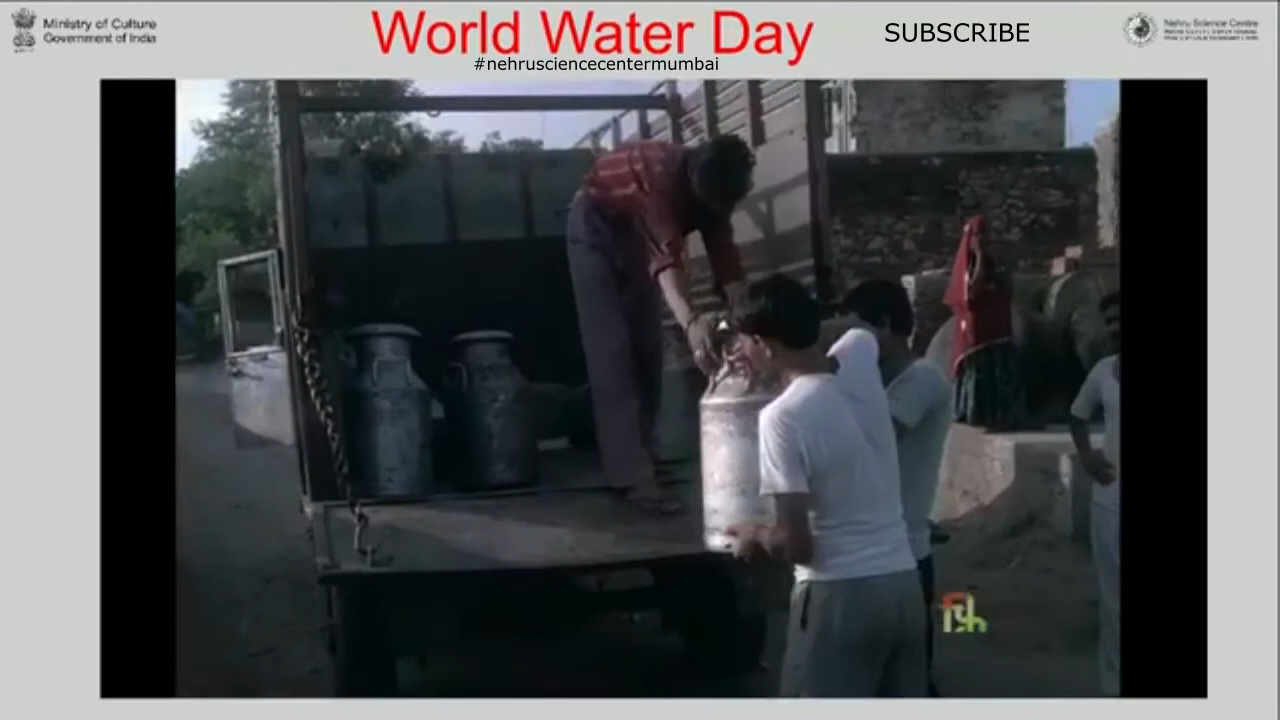 Ministry of Culture
Government of India
World Water Day
#nehrusciencecentermumbai
SUBSCRIBE
Nehru Science Centre